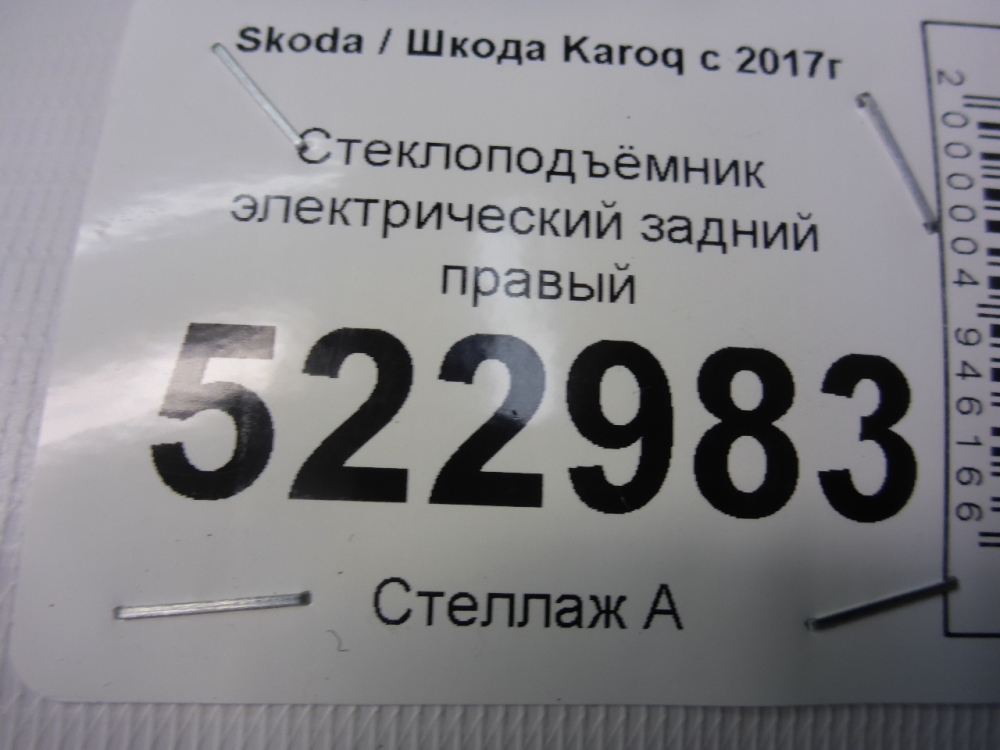 Skoda / Шкода Karoq с 2017г
Стеклоподъёмник
электрический задний
правый
522983
Стеллаж А
2000004946166